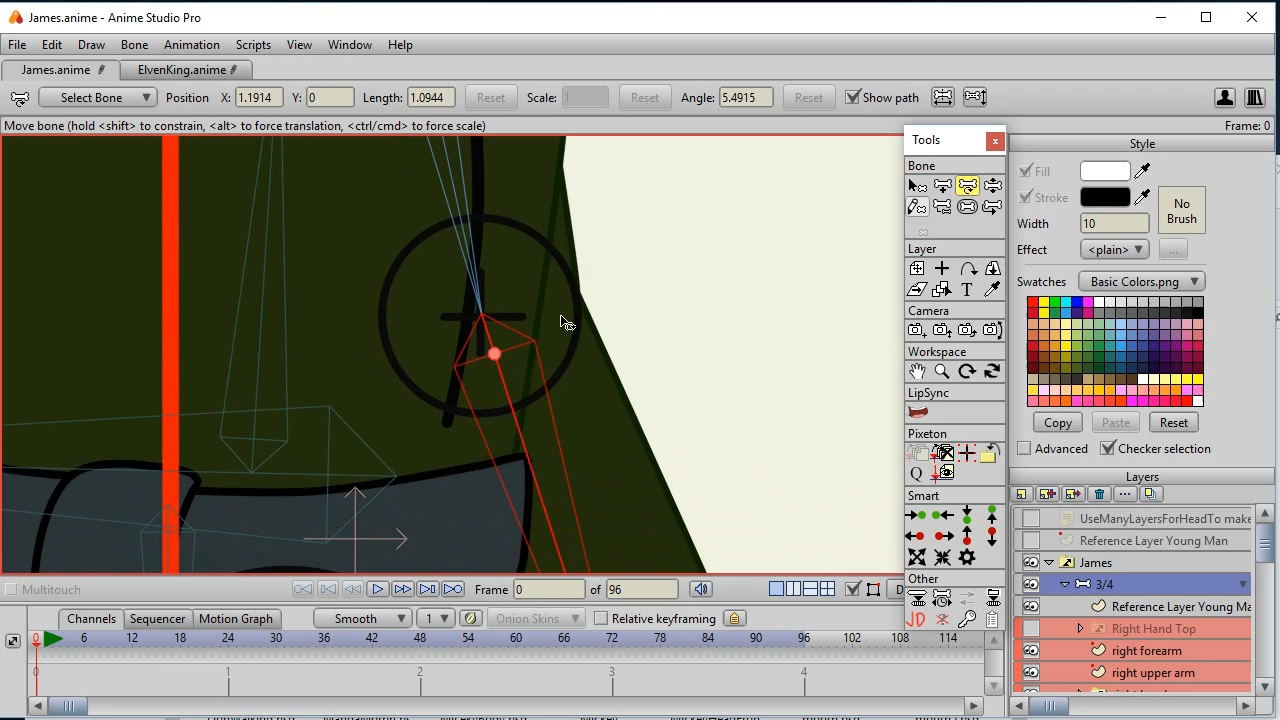 James.anime - Anime Studio Pro
File Edit Draw Bone Animation Scripts View Window Help
James.anime ElvenKing.anime
Select Bone Position X: 1.1914 Y: 0 Length: 1.0944 Reset Scale: 1 Reset Angle: 5.4915 Reset Show path
Move bone (hold <shift> to constrain, <alt> to force translation, <ctrl/cmd> to force scale) Frame: 0
Tools
Bone
Layer
T
Camera
Workspace
LipSync
Pixeton
Q
Smart
Other
JD
Style
Fill
Stroke
No
Brush
Width 10
Effect <plain> ...
Swatches Basic Colors.png
Copy Paste Reset
Advanced Checker selection
Layers
UseManyLayersForHeadTo make
Reference Layer Young Man
James
3/4
Reference Layer Young Ma
Right Hand Top
right forearm
right upper arm
Multitouch Frame 0 of 96 D
Channels Sequencer Motion Graph Smooth 1 Onion Skins Relative keyframing
0 6 12 18 24 30 36 42 48 54 60 66 72 78 84 90 96 102 108 114
0 1 2 3 4